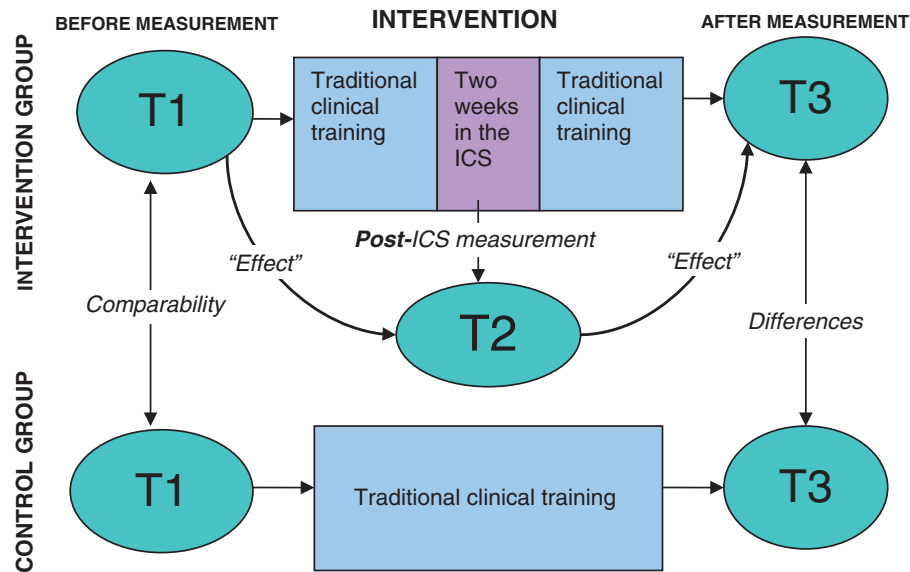 BEFORE MEASUREMENT
INTERVENTION
AFTER MEASUREMENT
INTERVENTION GROUP
T1
Traditional
clinical
training
Two
weeks
in the
ICS
Traditional
clinical
training
T3
Post-ICS measurement
“Effect”
“Effect”
Comparability
T2
Differences
CONTROL GROUP
T1
Traditional clinical training
T3